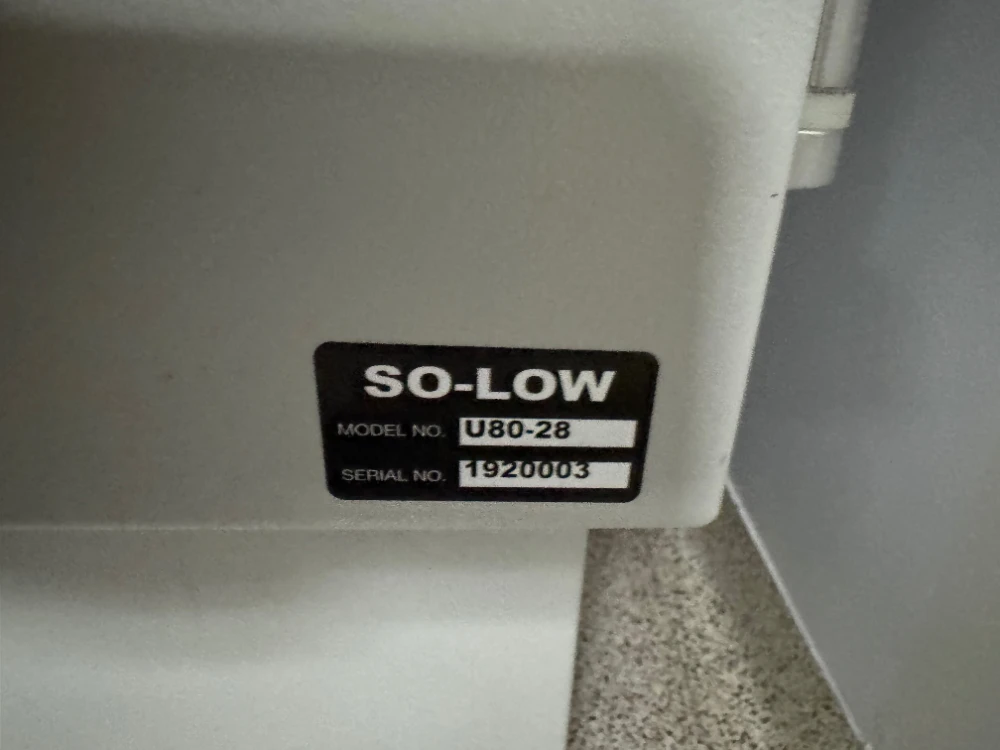 SO-LOW
MODEL NO. U80-28
SERIAL NO. 1920003